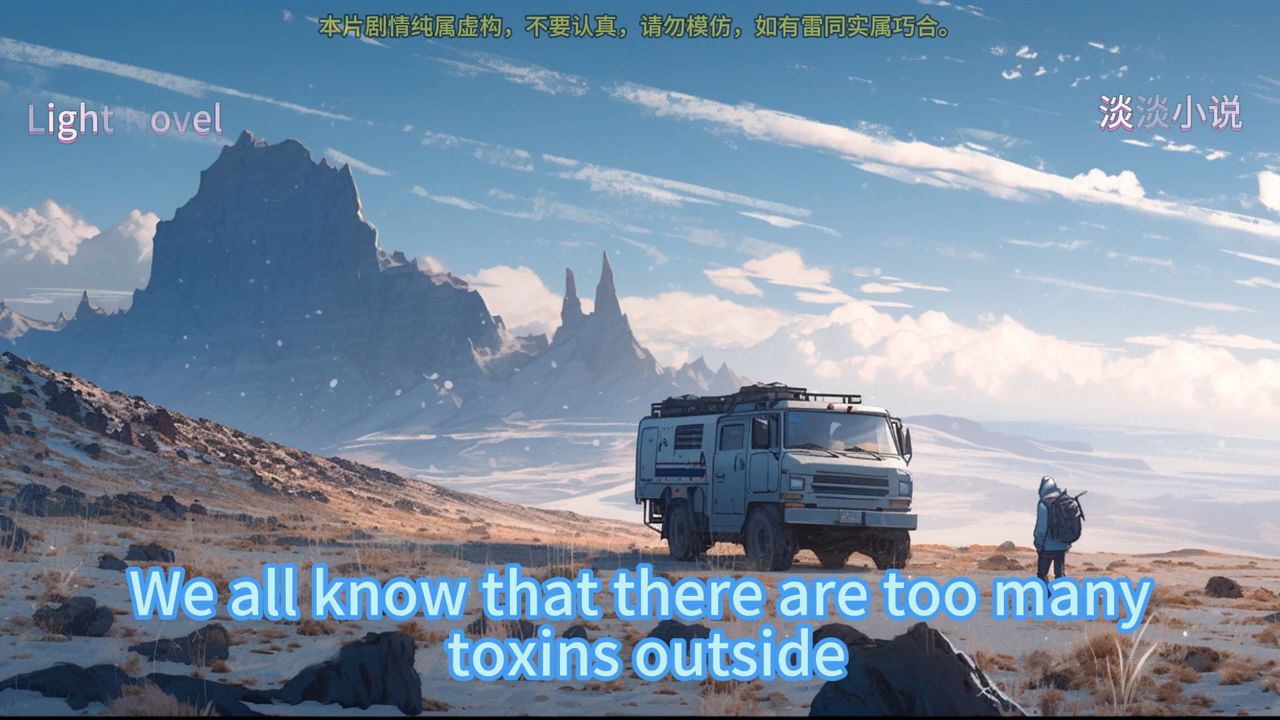 本片剧情纯属虚构，不要认真，请勿模仿，如有雷同实属巧合。
Light Novel
淡淡小说
We all know that there are too many
toxins outside